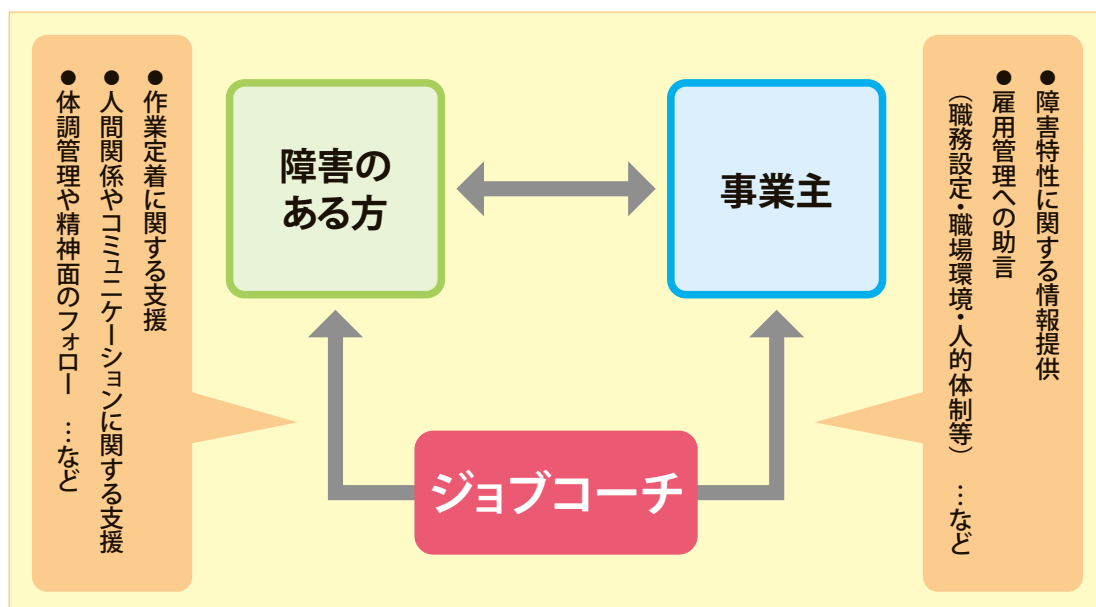 ● 作業定着に関する支援
● 人間関係やコミュニケーションに関する支援
● 体調管理や精神面のフォロー …など
障害の
ある方
事業主
ジョブコーチ
● 障害特性に関する情報提供
● 雇用管理への助言
（職務設定・職場環境・人的体制等） …など